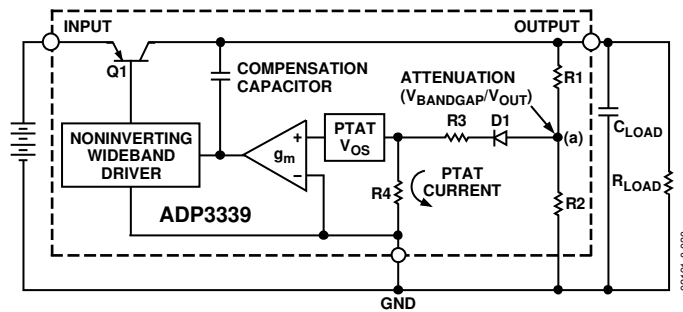 INPUT
OUTPUT
Q1
COMPENSATION
CAPACITOR
ATTENUATION
(VBANDGAP/VOUT)
R1
R3
D1
(a)
PTAT
VOS
NONINVERTING
WIDEBAND
DRIVER
gm
+
−
CLOAD
R4
PTAT
CURRENT
R2
RLOAD
ADP3339
GND